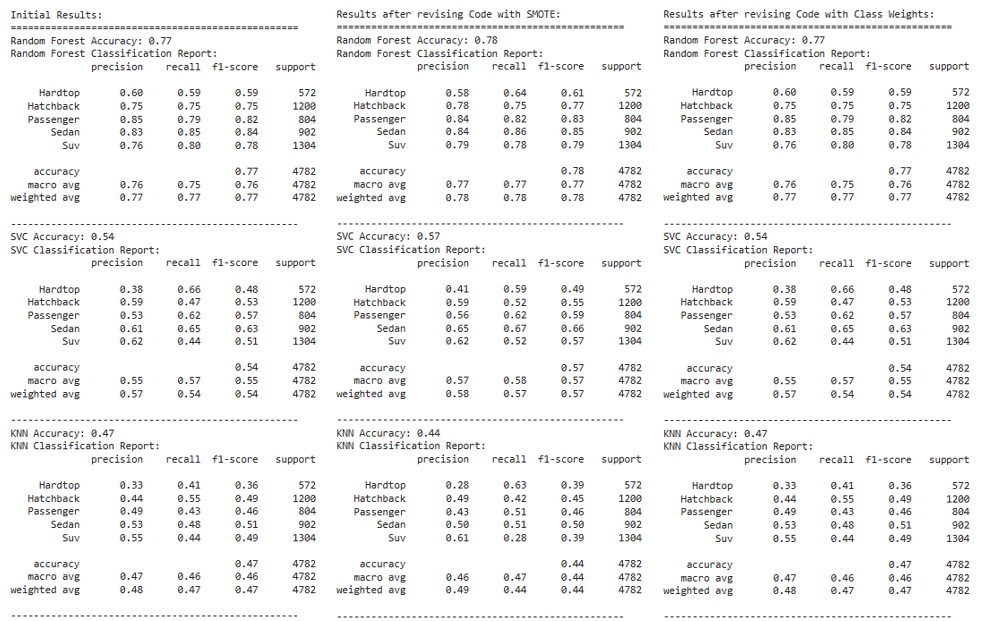 Initial Results:
==========================================
Random Forest Accuracy: 0.77
Random Forest Classification Report:
precision recall f1-score support
Hardtop 0.60 0.59 0.59 572
Hatchback 0.75 0.75 0.75 1200
Passenger 0.85 0.79 0.82 804
Sedan 0.83 0.85 0.84 902
Suv 0.76 0.80 0.78 1304
accuracy 0.77 4782
macro avg 0.76 0.75 0.76 4782
weighted avg 0.77 0.77 0.77 4782
------------------------------------------
SVC Accuracy: 0.54
SVC Classification Report:
precision recall f1-score support
Hardtop 0.38 0.66 0.48 572
Hatchback 0.59 0.47 0.53 1200
Passenger 0.53 0.62 0.57 804
Sedan 0.61 0.65 0.63 902
Suv 0.62 0.44 0.51 1304
accuracy 0.54 4782
macro avg 0.55 0.57 0.55 4782
weighted avg 0.57 0.54 0.54 4782
------------------------------------------
KNN Accuracy: 0.47
KNN Classification Report:
precision recall f1-score support
Hardtop 0.33 0.41 0.36 572
Hatchback 0.44 0.55 0.49 1200
Passenger 0.49 0.43 0.46 804
Sedan 0.53 0.48 0.51 902
Suv 0.55 0.44 0.49 1304
accuracy 0.47 4782
macro avg 0.47 0.46 0.46 4782
weighted avg 0.48 0.47 0.47 4782
------------------------------------------
Results after revising Code with SMOTE:
==========================================
Random Forest Accuracy: 0.78
Random Forest Classification Report:
precision recall f1-score support
Hardtop 0.58 0.64 0.61 572
Hatchback 0.78 0.75 0.77 1200
Passenger 0.84 0.82 0.83 804
Sedan 0.84 0.86 0.85 902
Suv 0.79 0.78 0.79 1304
accuracy 0.78 4782
macro avg 0.77 0.77 0.77 4782
weighted avg 0.78 0.78 0.78 4782
------------------------------------------
SVC Accuracy: 0.57
SVC Classification Report:
precision recall f1-score support
Hardtop 0.41 0.59 0.49 572
Hatchback 0.59 0.52 0.55 1200
Passenger 0.56 0.62 0.59 804
Sedan 0.65 0.67 0.66 902
Suv 0.62 0.52 0.57 1304
accuracy 0.57 4782
macro avg 0.57 0.58 0.57 4782
weighted avg 0.58 0.57 0.57 4782
------------------------------------------
KNN Accuracy: 0.44
KNN Classification Report:
precision recall f1-score support
Hardtop 0.28 0.63 0.39 572
Hatchback 0.49 0.42 0.45 1200
Passenger 0.43 0.51 0.46 804
Sedan 0.50 0.51 0.50 902
Suv 0.61 0.28 0.39 1304
accuracy 0.44 4782
macro avg 0.46 0.47 0.44 4782
weighted avg 0.49 0.44 0.44 4782
------------------------------------------
Results after revising Code with Class Weights:
==========================================
Random Forest Accuracy: 0.77
Random Forest Classification Report:
precision recall f1-score support
Hardtop 0.60 0.59 0.59 572
Hatchback 0.75 0.75 0.75 1200
Passenger 0.85 0.79 0.82 804
Sedan 0.83 0.85 0.84 902
Suv 0.76 0.80 0.78 1304
accuracy 0.77 4782
macro avg 0.76 0.75 0.76 4782
weighted avg 0.77 0.77 0.77 4782
------------------------------------------
SVC Accuracy: 0.54
SVC Classification Report:
precision recall f1-score support
Hardtop 0.38 0.66 0.48 572
Hatchback 0.59 0.47 0.53 1200
Passenger 0.53 0.62 0.57 804
Sedan 0.61 0.65 0.63 902
Suv 0.62 0.44 0.51 1304
accuracy 0.54 4782
macro avg 0.55 0.57 0.55 4782
weighted avg 0.57 0.54 0.54 4782
------------------------------------------
KNN Accuracy: 0.47
KNN Classification Report:
precision recall f1-score support
Hardtop 0.33 0.41 0.36 572
Hatchback 0.44 0.55 0.49 1200
Passenger 0.49 0.43 0.46 804
Sedan 0.53 0.48 0.51 902
Suv 0.55 0.44 0.49 1304
accuracy 0.47 4782
macro avg 0.47 0.46 0.46 4782
weighted avg 0.48 0.47 0.47 4782
------------------------------------------